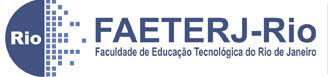 Rio
FAETERJ-Rio
Faculdade de Educação Tecnológica do Rio de Janeiro